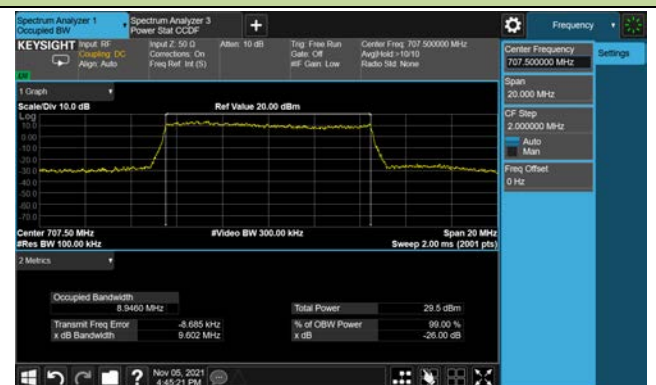 Spectrum Analyzer 1
Occupied BW
Spectrum Analyzer 3
Power Stat CCDF
+
Frequency
KEYSIGHT
Input: RF
Coupling: DC
Align: Auto
Input Z: 50 Ω
Corrections: On
Freq Ref: Int (S)
Atten: 10 dB
Trig: Free Run
Gate: Off
#IF Gain: Low
Center Freq: 707.500000 MHz
Avg|Hold:>10/10
Radio Std: None
1 Graph
Scale/Div 10.0 dB
Ref Value 20.00 dBm
Log
10.0
0.00
-10.0
-20.0
-30.0
-40.0
-50.0
-60.0
-70.0
Center 707.50 MHz
#Video BW 300.00 kHz
Span 20 MHz
#Res BW 100.00 kHz
Sweep 2.00 ms (2001 pts)
2 Metrics
Occupied Bandwidth
8.9460 MHz
Total Power
29.5 dBm
Transmit Freq Error
-8.685 kHz
% of OBW Power
99.00 %
x dB Bandwidth
9.602 MHz
x dB
-26.00 dB
Center Frequency
707.500000 MHz
Settings
Span
20.000 MHz
CF Step
2.000000 MHz
Auto
Man
Freq Offset
0 Hz
?
Nov 05, 2021
4:45:21 PM